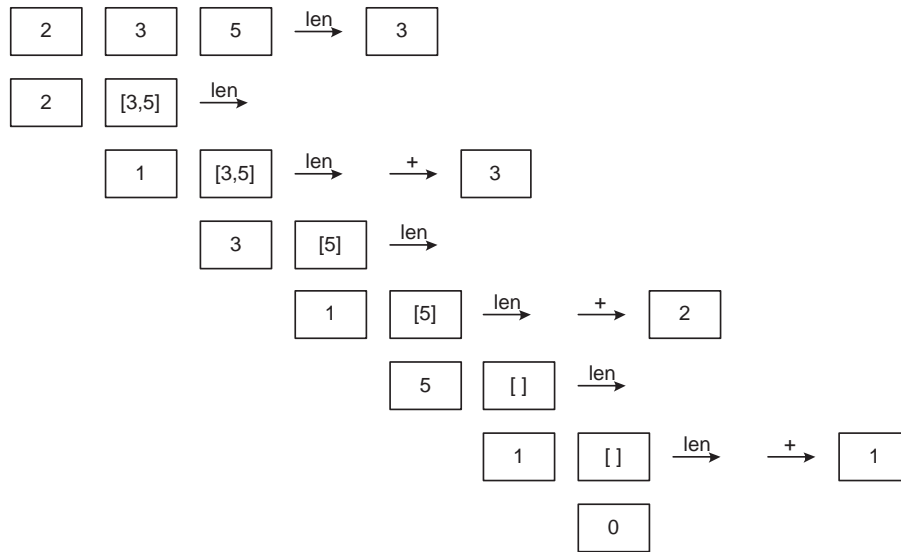 2 3 5 len 3
2 [3,5] len
1 [3,5] len + 3
3 [5] len
1 [5] len + 2
5 [ ] len
1 [ ] len + 1
0